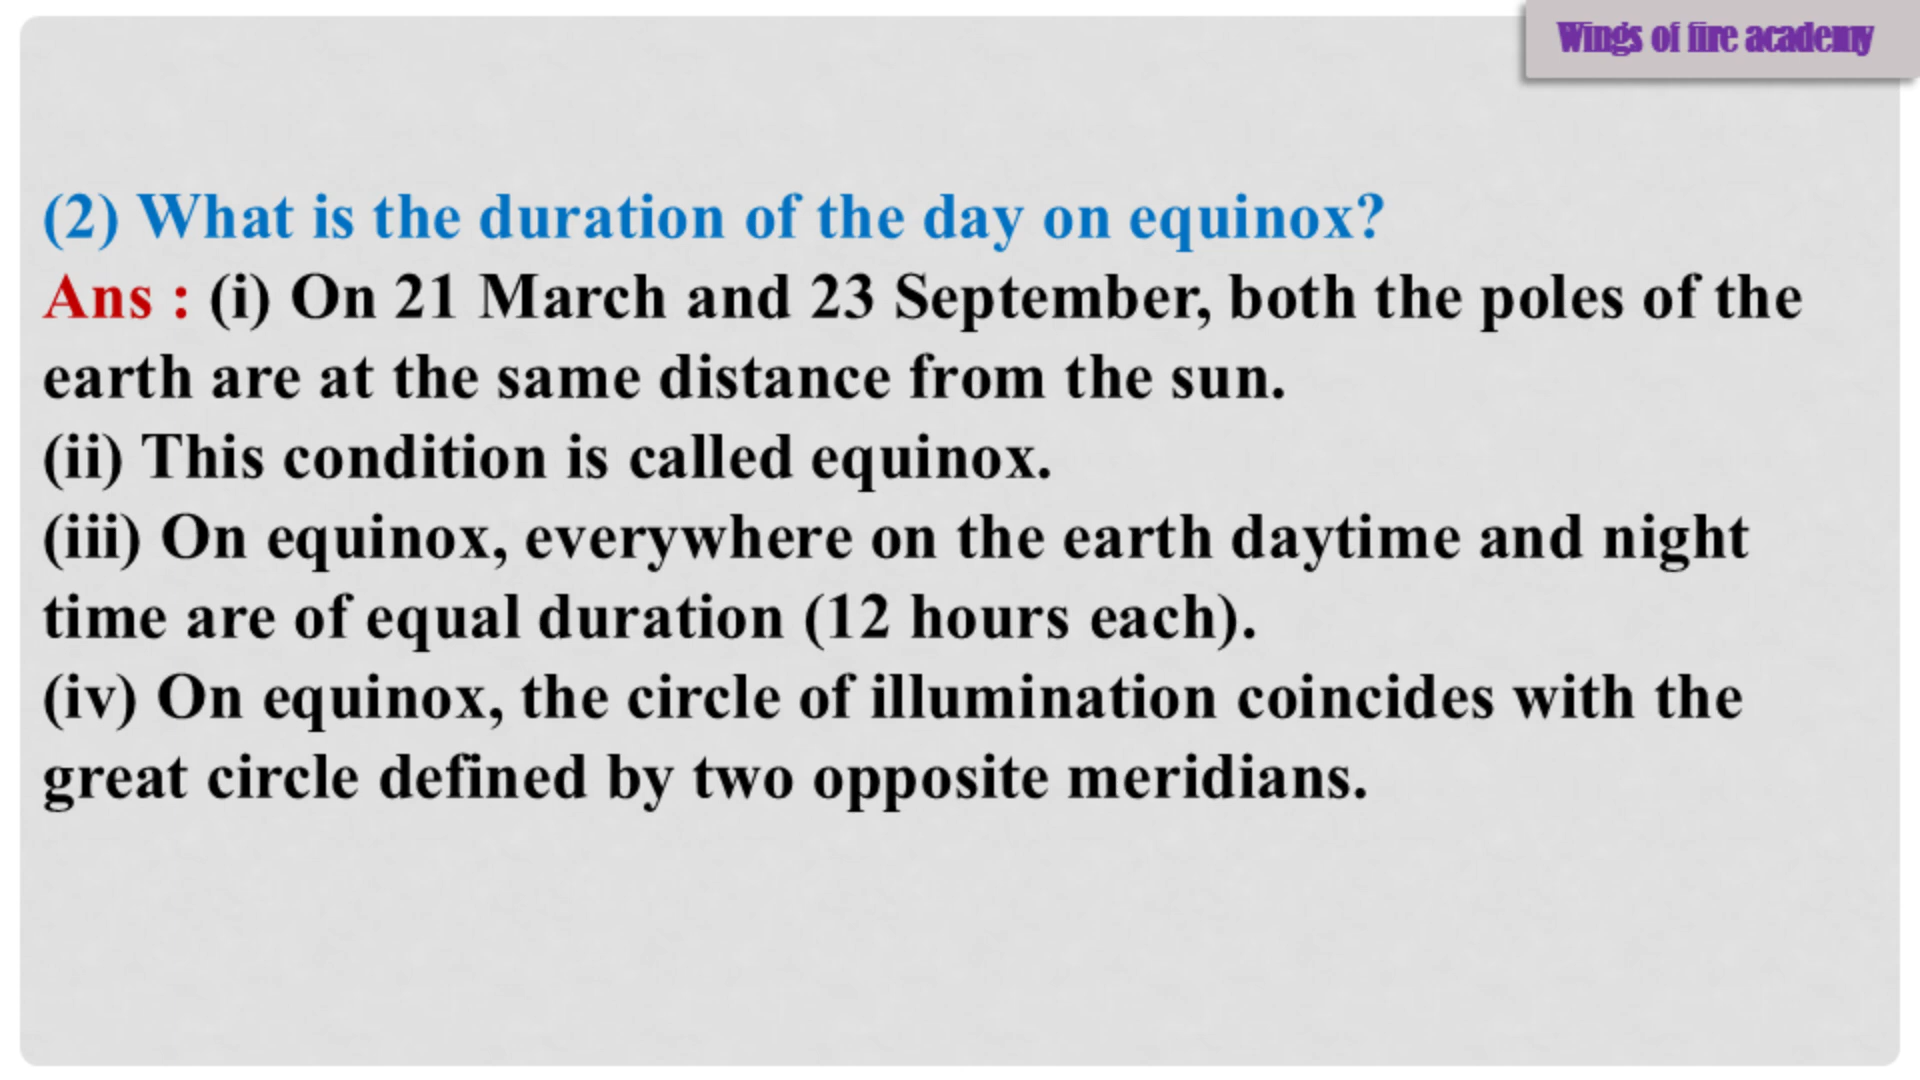 Wings of fire academy
(2) What is the duration of the day on equinox?
Ans : (i) On 21 March and 23 September, both the poles of the
earth are at the same distance from the sun.
(ii) This condition is called equinox.
(iii) On equinox, everywhere on the earth daytime and night
time are of equal duration (12 hours each).
(iv) On equinox, the circle of illumination coincides with the
great circle defined by two opposite meridians.